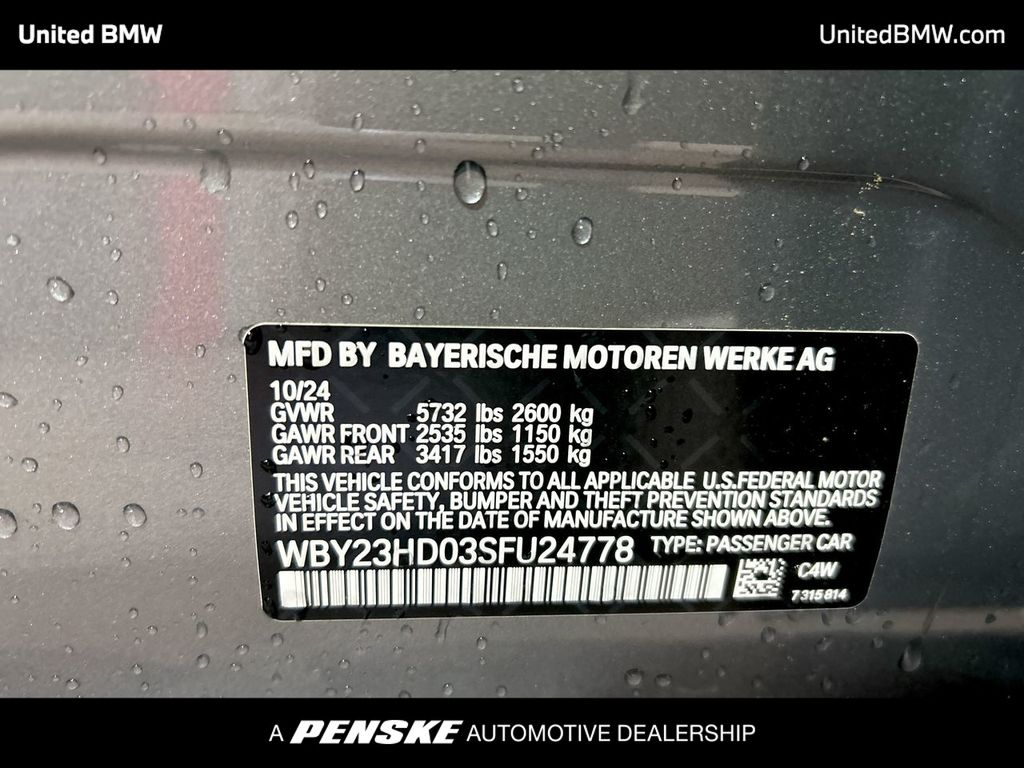 United BMW
UnitedBMW.com
MFD BY BAYERISCHE MOTOREN WERKE AG
10/24
GVWR 5732 lbs 2600 kg
GAWR FRONT 2535 lbs 1150 kg
GAWR REAR 3417 lbs 1550 kg
THIS VEHICLE CONFORMS TO ALL APPLICABLE U.S.FEDERAL MOTOR
VEHICLE SAFETY, BUMPER AND THEFT PREVENTION STANDARDS
IN EFFECT ON THE DATE OF MANUFACTURE SHOWN ABOVE.
WBY23HD03SFU24778 TYPE: PASSENGER CAR
C4W
7315814
A PENSKE AUTOMOTIVE DEALERSHIP